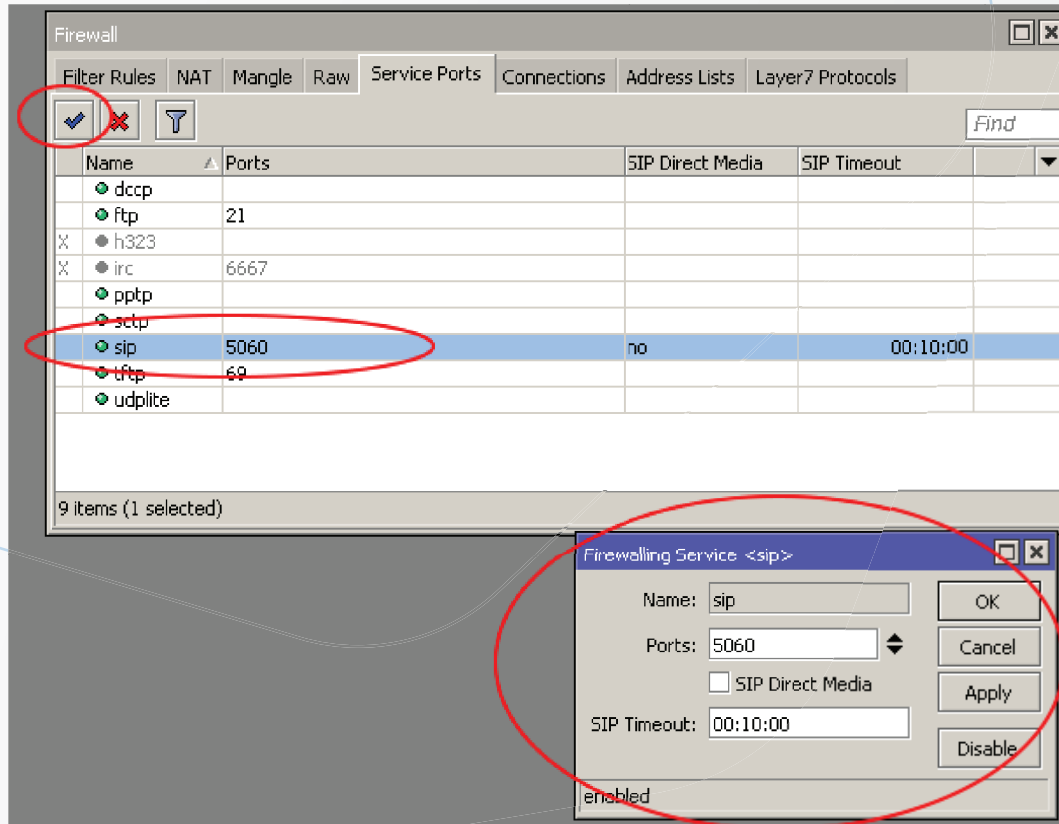 Firewall
Filter Rules NAT Mangle Raw Service Ports Connections Address Lists Layer7 Protocols
Find
Name Ports SIP Direct Media SIP Timeout
dccp
ftp 21
X h323
X irc 6667
pptp
sctp
sip 5060 no 00:10:00
tftp 69
udplite
9 items (1 selected)
Firewalling Service <sip>
Name: sip OK
Ports: 5060 Cancel
SIP Direct Media Apply
SIP Timeout: 00:10:00
Disable
enabled